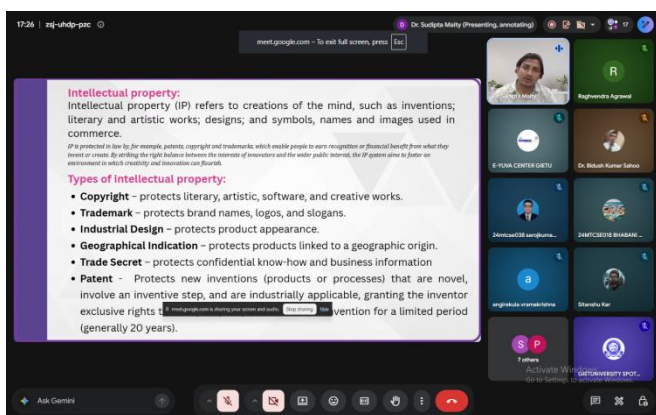 17:26 | zsj-uhdp-pzc
Dr. Sudipta Maity (Presenting, annotating)
17
meet.google.com – To exit full screen, press Esc
Intellectual property:
Intellectual property (IP) refers to creations of the mind, such as inventions;
literary and artistic works; designs; and symbols, names and images used in
commerce.
IP is protected in law by, for example, patents, copyright and trademarks, which enable people to earn recognition or financial benefit from what they
invent or create. By striking the right balance between the interests of innovators and the wider public interest, the IP system aims to foster an
environment in which creativity and innovation can flourish.
Types of intellectual property:
• Copyright – protects literary, artistic, software, and creative works.
• Trademark – protects brand names, logos, and slogans.
• Industrial Design – protects product appearance.
• Geographical Indication – protects products linked to a geographic origin.
• Trade Secret – protects confidential know-how and business information
• Patent - Protects new inventions (products or processes) that are novel,
involve an inventive step, and are industrially applicable, granting the inventor
exclusive rights t
vention for a limited period
meet.google.com is sharing your screen and audio. Stop sharing Hide
(generally 20 years).
Maity
R
Raghvendra Agrawal
E-YUVA CENTER GIETU
Dr. Bidush Kumar Sahoo
24mtcse038 sarojkuma...
24MTCSE018 BHABANI ...
a
angirekula vramakrishna
Sitanshu Kar
S P
7 others
GIETUNIVERSITY SPOT...
Activate Windows
Go to Settings to activate Windows.
Ask Gemini